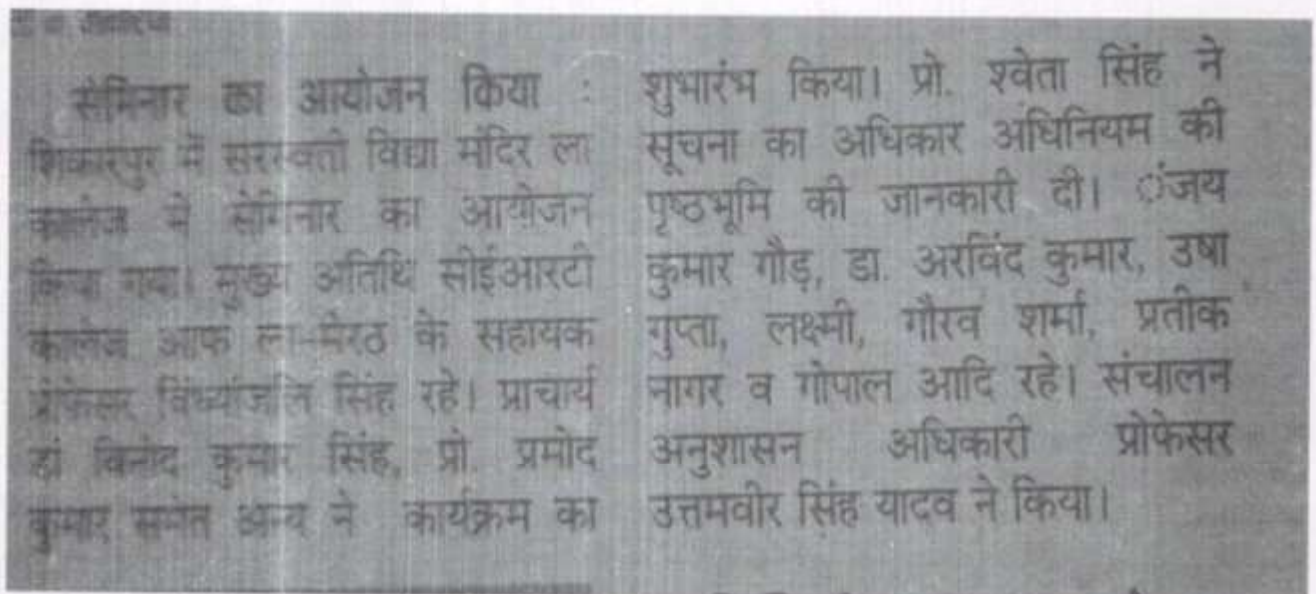 सेमिनार का आयोजन किया :
शिकारपुर में सरस्वती विद्या मंदिर ला
कालेज में सेमिनार का आयोजन
किया गया। मुख्य अतिथि सीईआरटी
कालेज आफ ला-मेरठ के सहायक
प्रोफेसर विंध्यांजलि सिंह रहे। प्राचार्य
डा विनोद कुमार सिंह, प्रो. प्रमोद
कुमार समेत अन्य ने कार्यक्रम का
शुभारंभ किया। प्रो. श्वेता सिंह ने
सूचना का अधिकार अधिनियम की
पृष्ठभूमि की जानकारी दी। ंजय
कुमार गौड़, डा. अरविंद कुमार, उषा
गुप्ता, लक्ष्मी, गौरव शर्मा, प्रतीक
नागर व गोपाल आदि रहे। संचालन
अनुशासन अधिकारी प्रोफेसर
उत्तमवीर सिंह यादव ने किया।